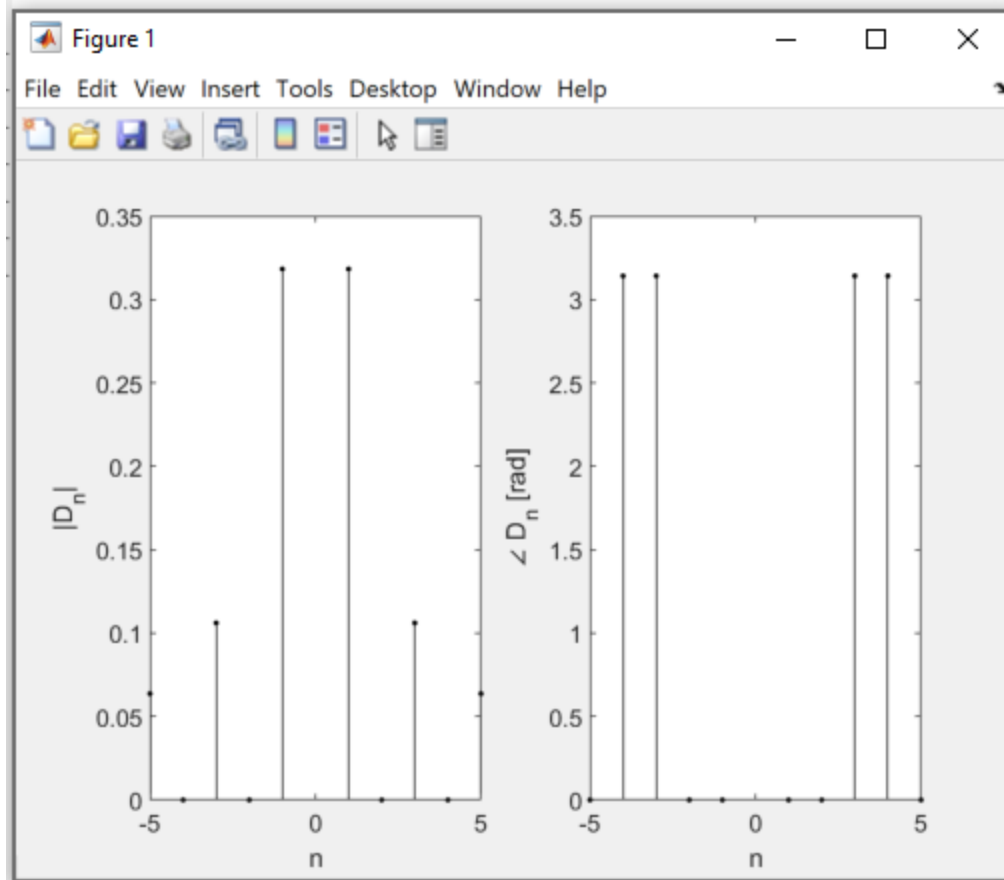 Figure 1
File Edit View Insert Tools Desktop Window Help
0.35
0.3
0.25
0.2
0.15
0.1
0.05
0
-5 0 5
n
|Dn|
3.5
3
2.5
2
1.5
1
0.5
0
-5 0 5
n
∠ Dn [rad]